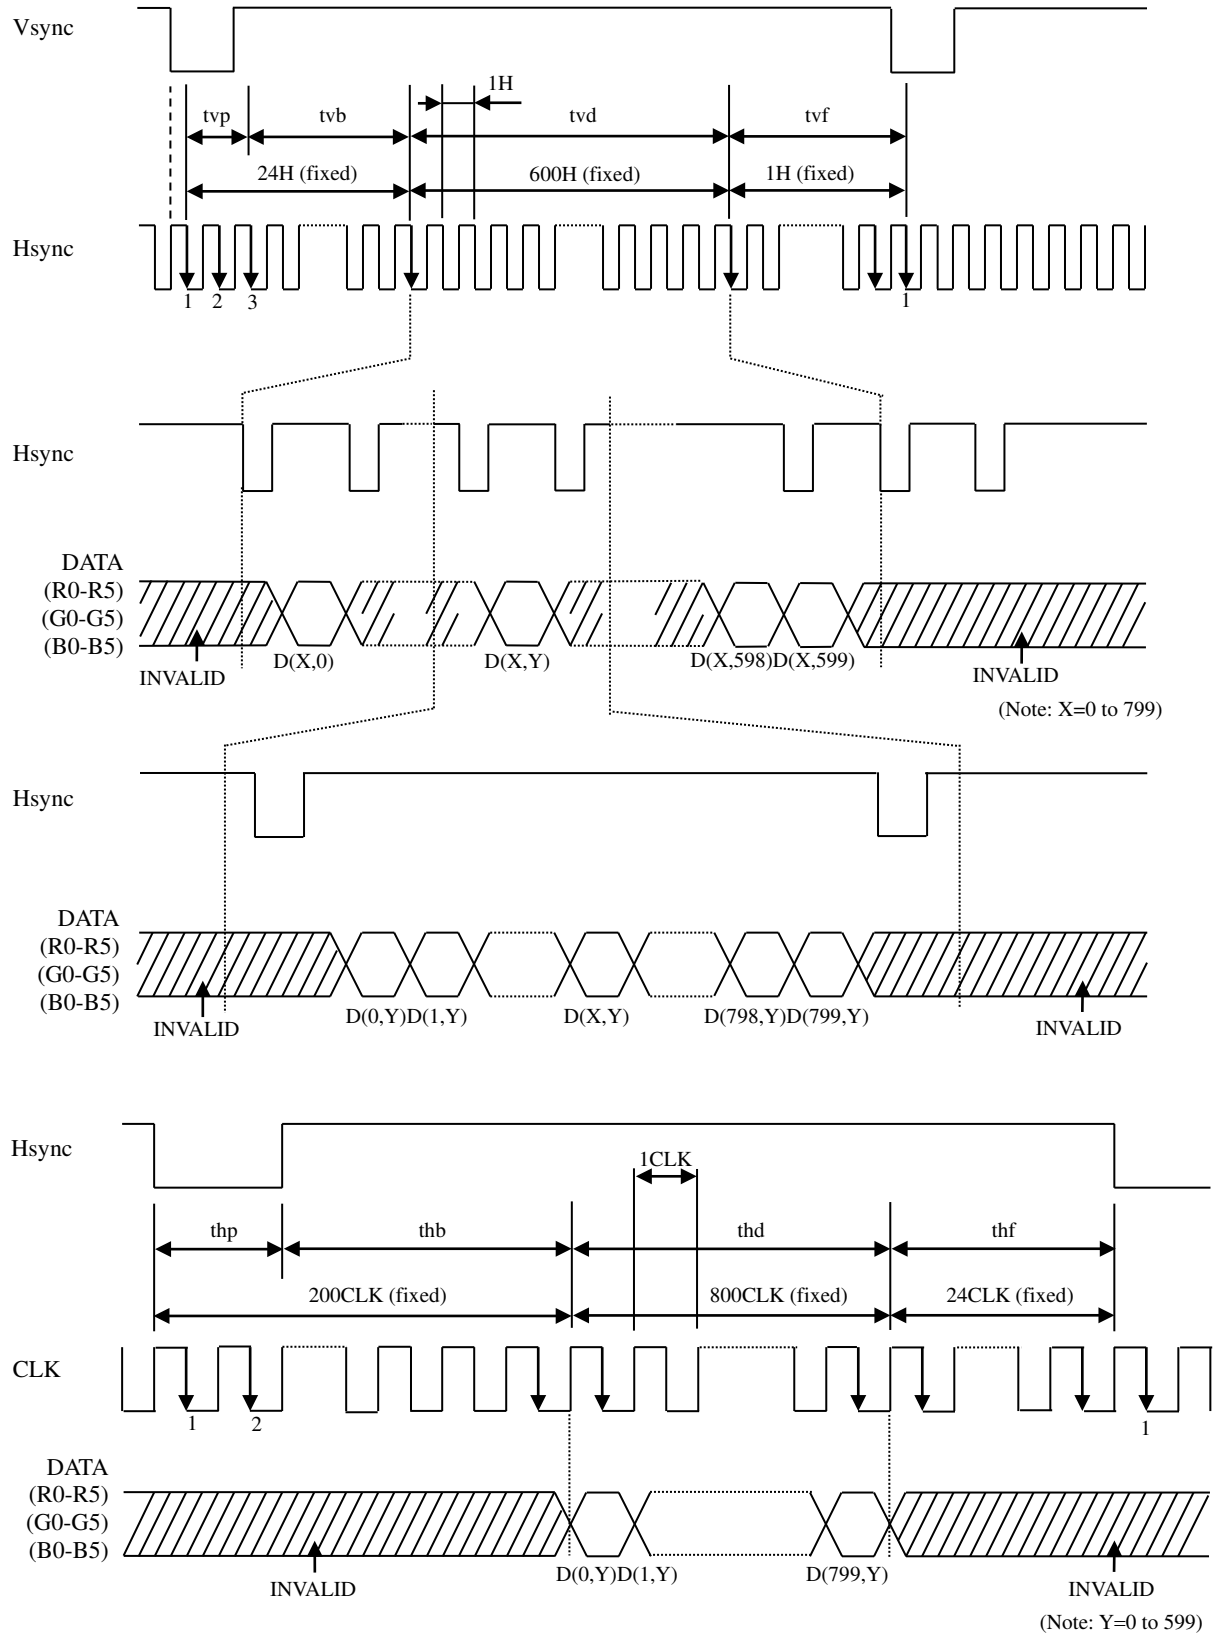 Vsync
1H
tvp tvb tvd tvf
24H (fixed) 600H (fixed) 1H (fixed)
Hsync
1 2 3 1
Hsync
DATA
(R0-R5)
(G0-G5)
(B0-B5)
D(X,0) D(X,Y) D(X,598)D(X,599)
INVALID INVALID
(Note: X=0 to 799)
Hsync
DATA
(R0-R5)
(G0-G5)
(B0-B5)
D(0,Y)D(1,Y) D(X,Y) D(798,Y)D(799,Y)
INVALID INVALID
Hsync
1CLK
thp thb thd thf
200CLK (fixed) 800CLK (fixed) 24CLK (fixed)
CLK
1 2 1
DATA
(R0-R5)
(G0-G5)
(B0-B5)
D(0,Y)D(1,Y) D(799,Y)
INVALID INVALID
(Note: Y=0 to 599)